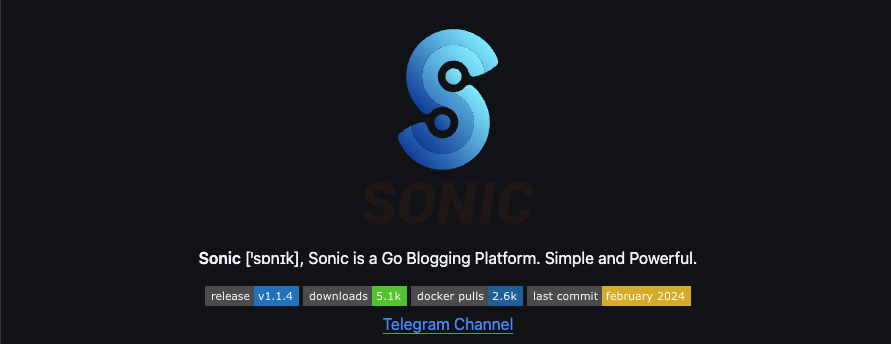 SONIC
Sonic ['sɒnɪk], Sonic is a Go Blogging Platform. Simple and Powerful.
release v1.1.4 downloads 5.1k docker pulls 2.6k last commit february 2024
Telegram Channel